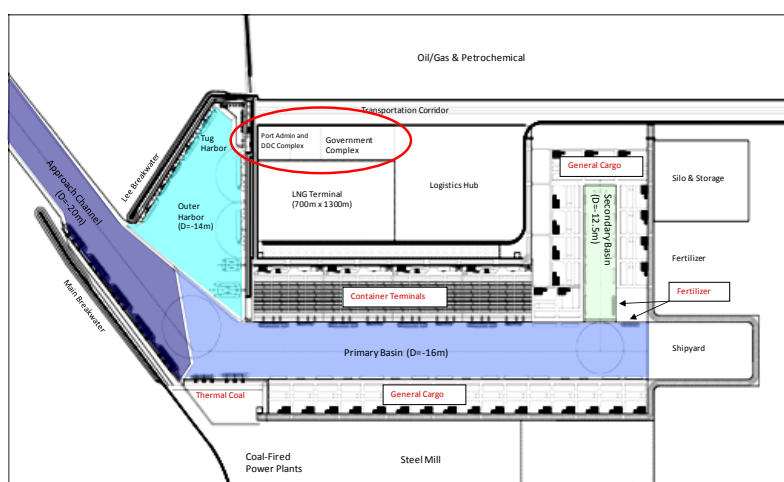 Oil/Gas & Petrochemical
Transportation Corridor
Tug
Harbor
Port Admin and
DDC Complex
Government
Complex
Lee Breakwater
General Cargo
Approach Channel
(D=-20m)
LNG Terminal
(700m x 1300m)
Logistics Hub
Silo & Storage
Outer
Harbor
(D=-14m)
Secondary Basin
(D=-12.5m)
Main Breakwater
Fertilizer
Container Terminals
Fertilizer
Primary Basin (D=-16m)
Shipyard
Thermal Coal
General Cargo
Coal-Fired
Power Plants
Steel Mill